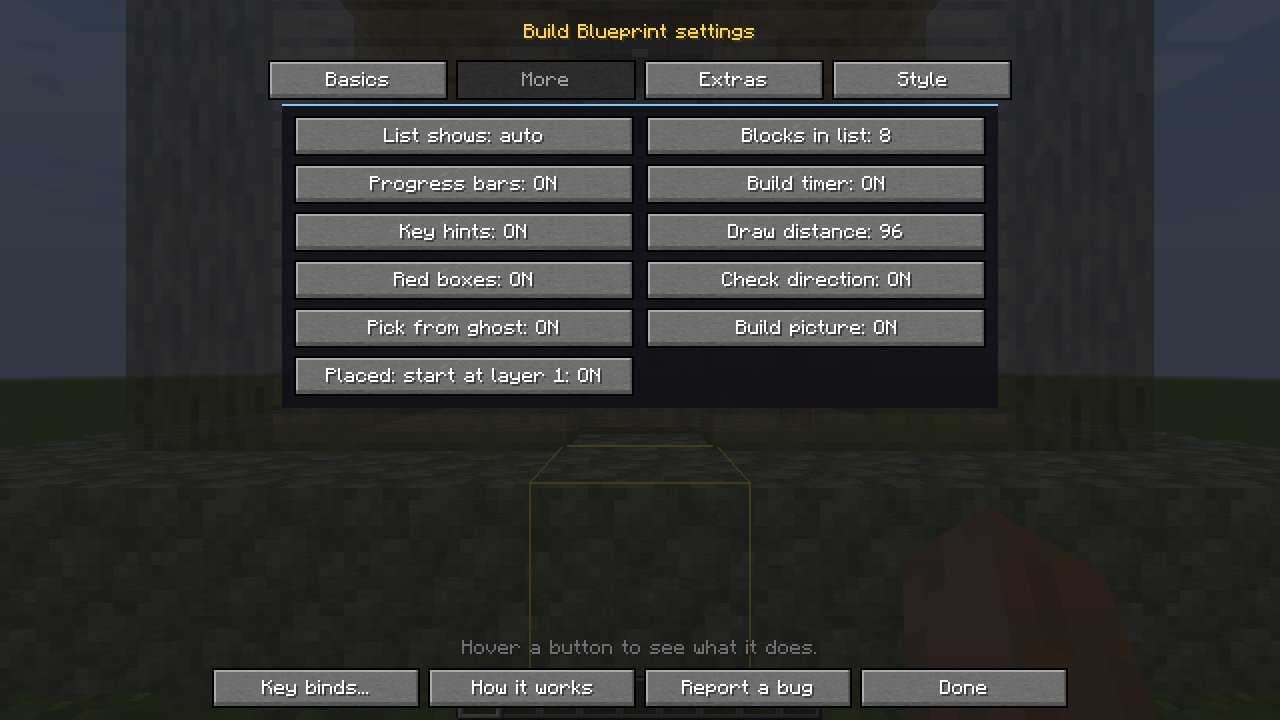 Build Blueprint settings
Basics
More
Extras
Style
List shows: auto
Blocks in list: 8
Progress bars: ON
Build timer: ON
Key hints: ON
Draw distance: 96
Red boxes: ON
Check direction: ON
Pick from ghost: ON
Build picture: ON
Placed: start at layer 1: ON
Hover a button to see what it does.
Key binds...
How it works
Report a bug
Done